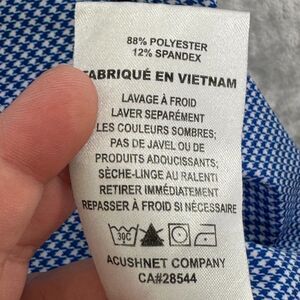 88% POLYESTER
12% SPANDEX
FABRIQUÉ EN VIETNAM
LAVAGE À FROID
LAVER SEPARÉMENT
LES COULEURS SOMBRES;
PAS DE JAVEL OU DE
PRODUITS ADOUCISSANTS;
SÈCHE-LINGE AU RALENTI
RETIRER IMMÉDIATEMENT
REPASSER À FROID SI NÉCESSAIRE
30C
ACUSHNET COMPANY
CA#28544